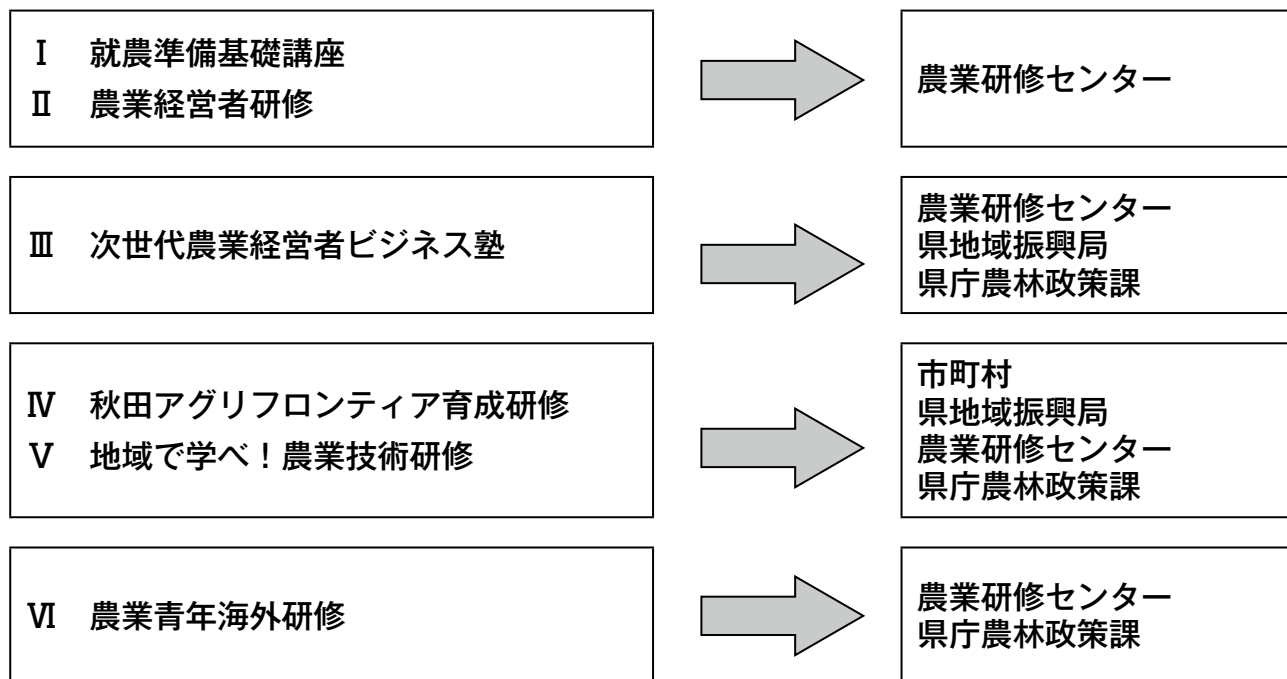 Ⅰ 就農準備基礎講座
Ⅱ 農業経営者研修
農業研修センター
Ⅲ 次世代農業経営者ビジネス塾
農業研修センター
県地域振興局
県庁農林政策課
Ⅳ 秋田アグリフロンティア育成研修
Ⅴ 地域で学べ！農業技術研修
市町村
県地域振興局
農業研修センター
県庁農林政策課
Ⅵ 農業青年海外研修
農業研修センター
県庁農林政策課